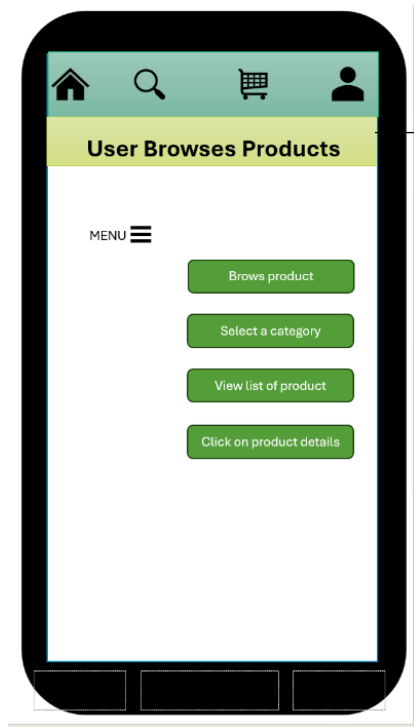 User Browses Products
MENU
Brows product
Select a category
View list of product
Click on product details